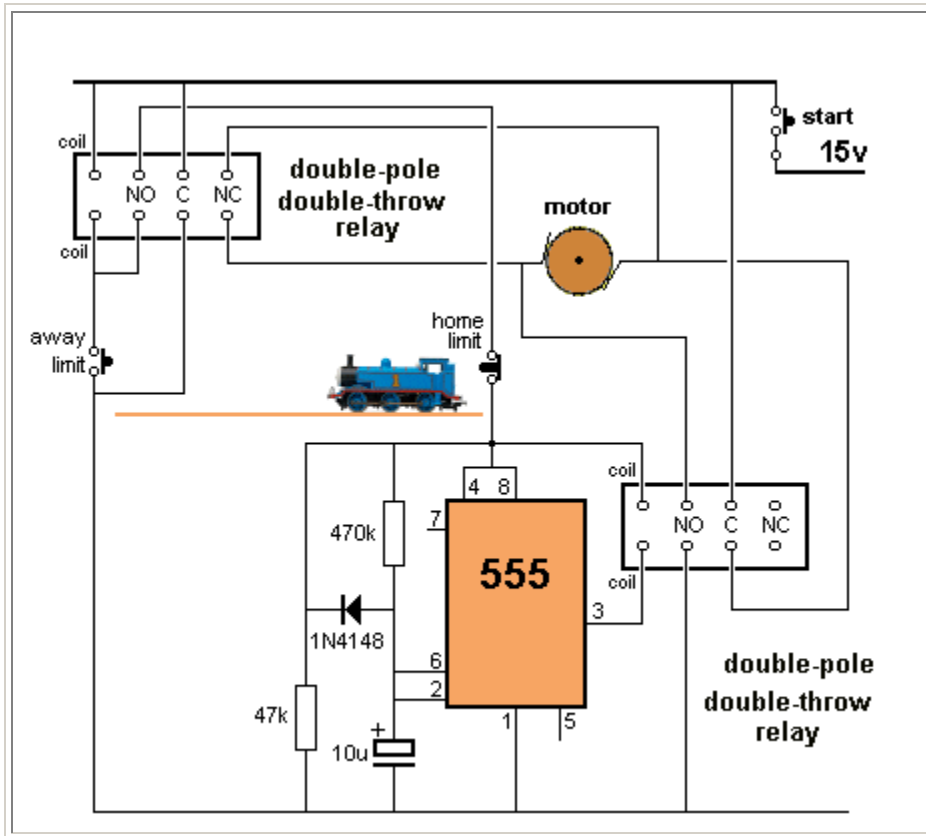 start
15v
coil
NO C NC
coil
double-pole
double-throw
relay
motor
away
limit
home
limit
1
4 8
7
470k
555
3
1N4148
6
2
47k
+
10u
1
5
coil
NO C NC
coil
double-pole
double-throw
relay